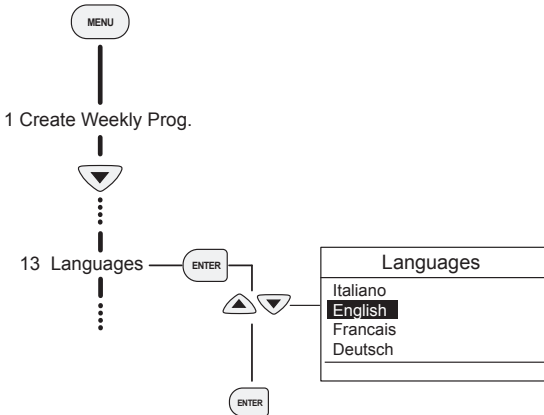 MENU
1 Create Weekly Prog.
13 Languages
ENTER
Languages
Italiano
English
Francais
Deutsch
ENTER